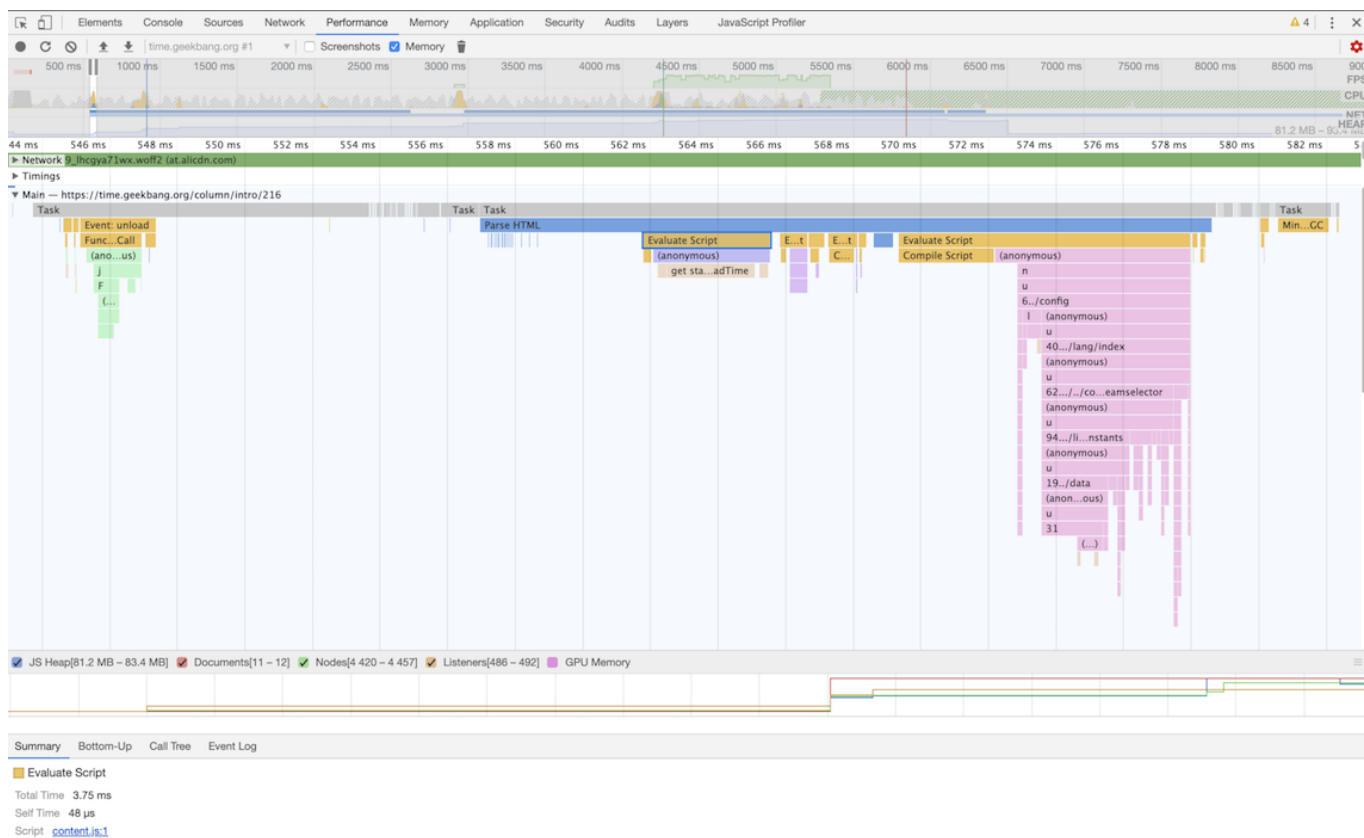 Elements Console Sources Network Performance Memory Application Security Audits Layers JavaScript Profiler 4
time.geekbang.org #1 Screenshots Memory
500 ms 1000 ms 1500 ms 2000 ms 2500 ms 3000 ms 3500 ms 4000 ms 4500 ms 5000 ms 5500 ms 6000 ms 6500 ms 7000 ms 7500 ms 8000 ms 8500 ms 900
FPS
CPU
NET
HEAP
81.2 MB – 83.4 MB
44 ms 546 ms 548 ms 550 ms 552 ms 554 ms 556 ms 558 ms 560 ms 562 ms 564 ms 566 ms 568 ms 570 ms 572 ms 574 ms 576 ms 578 ms 580 ms 582 ms 5
Network 9_lhcgya71wx.woff2 (at.alicdn.com)
Timings
Main — https://time.geekbang.org/column/intro/216
Task Task Task Task
Event: unload Parse HTML Min...GC
Func...Call Evaluate Script E...t E...t Evaluate Script
(ano...us) (anonymous) C... Compile Script (anonymous)
j get sta...adTime n
F u
(... 6../config
l (anonymous)
u
40.../lang/index
(anonymous)
u
62.../../co...eamselector
(anonymous)
u
94.../li...nstants
(anonymous)
u
19../data
(anon...ous)
u
31
(...)
JS Heap[81.2 MB – 83.4 MB] Documents[11 – 12] Nodes[4 420 – 4 457] Listeners[486 – 492] GPU Memory
Summary Bottom-Up Call Tree Event Log
Evaluate Script
Total Time 3.75 ms
Self Time 48 µs
Script content.js:1